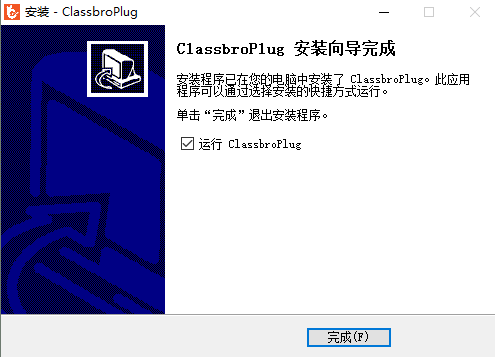 安装 - ClassbroPlug
ClassbroPlug 安装向导完成
安装程序已在您的电脑中安装了 ClassbroPlug。此应
用程序可以通过选择安装的快捷方式运行。
单击“完成”退出安装程序。
运行 ClassbroPlug
完成(F)